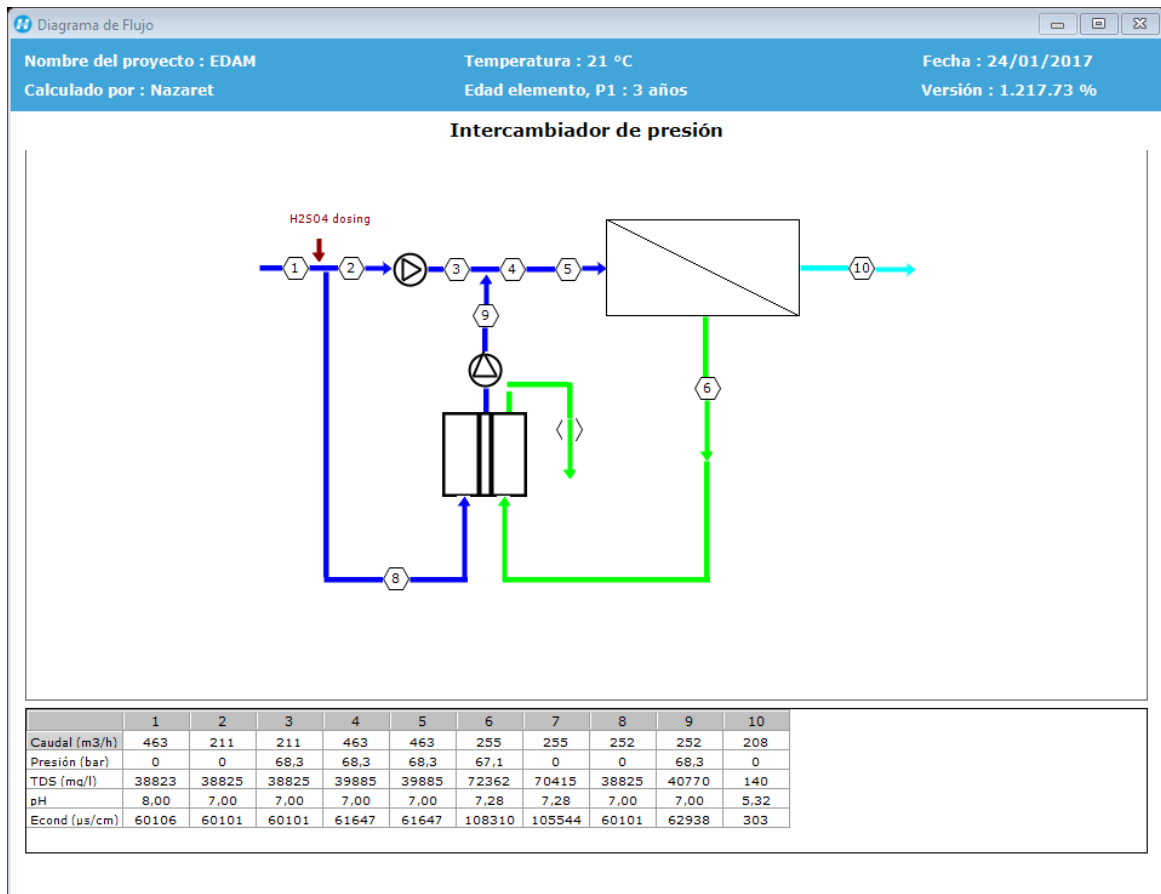 Diagrama de Flujo
Nombre del proyecto : EDAM Temperatura : 21 °C Fecha : 24/01/2017
Calculado por : Nazaret Edad elemento, P1 : 3 años Versión : 1.217.73 %
Intercambiador de presión
H2SO4 dosing
1 2 3 4 5 10
9
6
8
1 2 3 4 5 6 7 8 9 10
Caudal (m3/h) 463 211 211 463 463 255 255 252 252 208
Presión (bar) 0 0 68,3 68,3 68,3 67,1 0 0 68,3 0
TDS (mg/l) 38823 38825 38825 39885 39885 72362 70415 38825 40770 140
pH 8,00 7,00 7,00 7,00 7,00 7,28 7,28 7,00 7,00 5,32
Econd (µs/cm) 60106 60101 60101 61647 61647 108310 105544 60101 62938 303